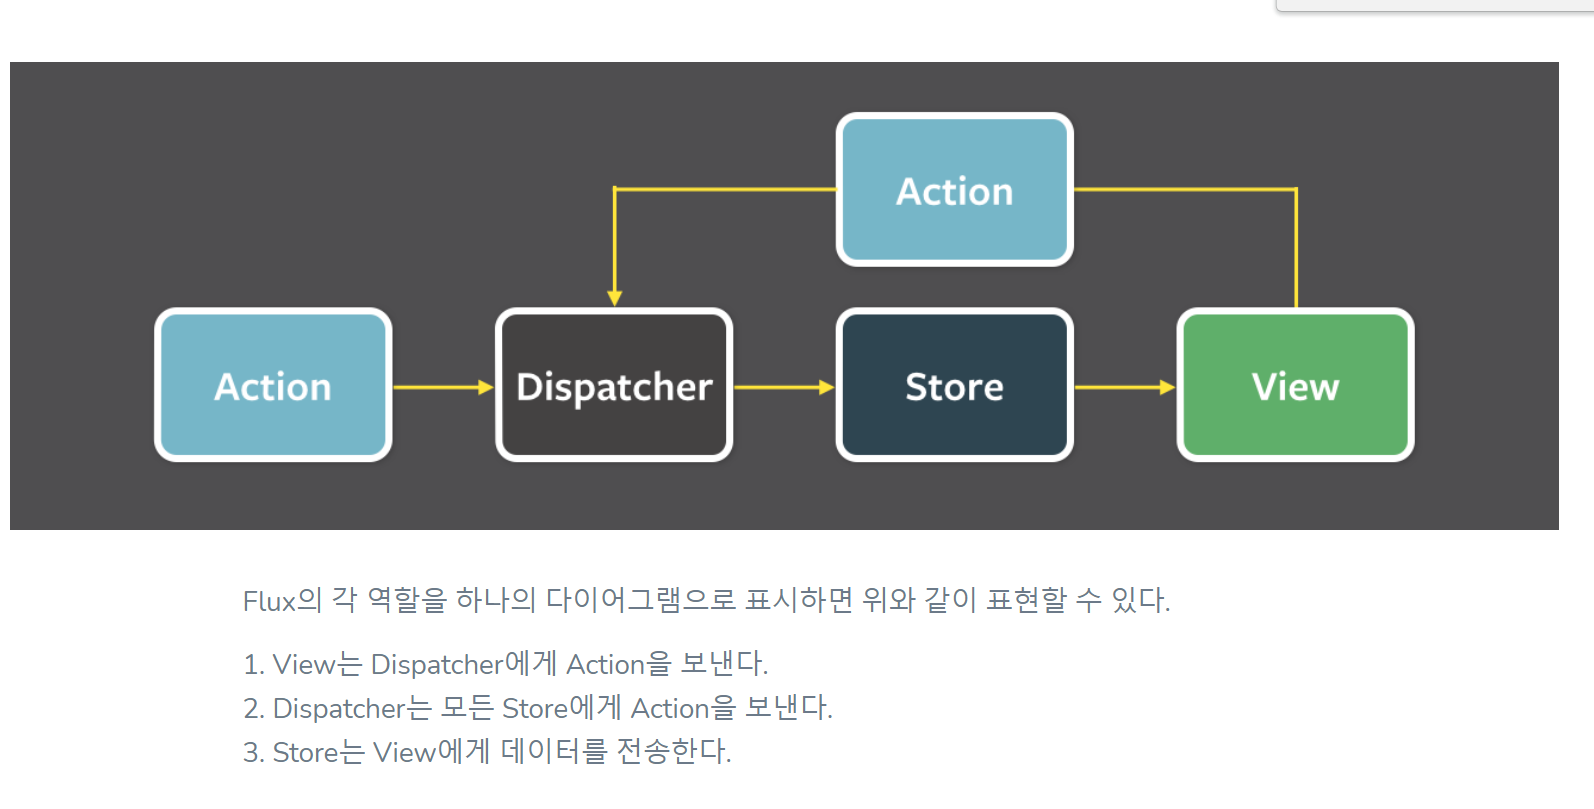 Action
Action
Dispatcher
Store
View
Flux의 각 역할을 하나의 다이어그램으로 표시하면 위와 같이 표현할 수 있다.
1. View는 Dispatcher에게 Action을 보낸다.
2. Dispatcher는 모든 Store에게 Action을 보낸다.
3. Store는 View에게 데이터를 전송한다.